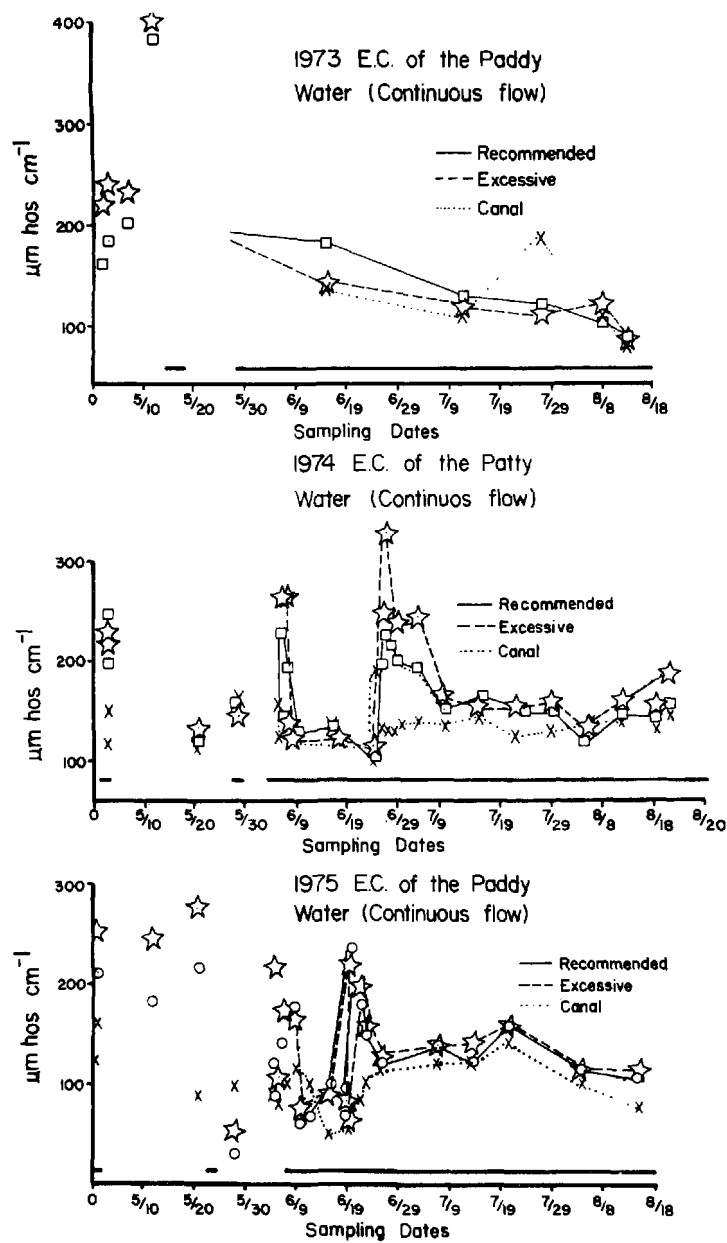 1973 E.C. of the Paddy
Water (Continuous flow)
400
300
200
100
µm hos cm⁻¹
Recommended
Excessive
Canal
0 5/10 5/20 5/30 6/9 6/19 6/29 7/9 7/19 7/29 8/8 8/18
Sampling Dates
1974 E.C. of the Patty
Water (Continuos flow)
300
200
100
µm hos cm⁻¹
Recommended
Excessive
Canal
0 5/10 5/20 5/30 6/9 6/19 6/29 7/9 7/19 7/29 8/8 8/18 8/20
Sampling Dates
1975 E.C. of the Paddy
Water (Continuous flow)
300
200
100
µm hos cm⁻¹
Recommended
Excessive
Canal
0 5/10 5/20 5/30 6/9 6/19 6/29 7/9 7/19 7/29 8/8 8/18
Sampling Dates